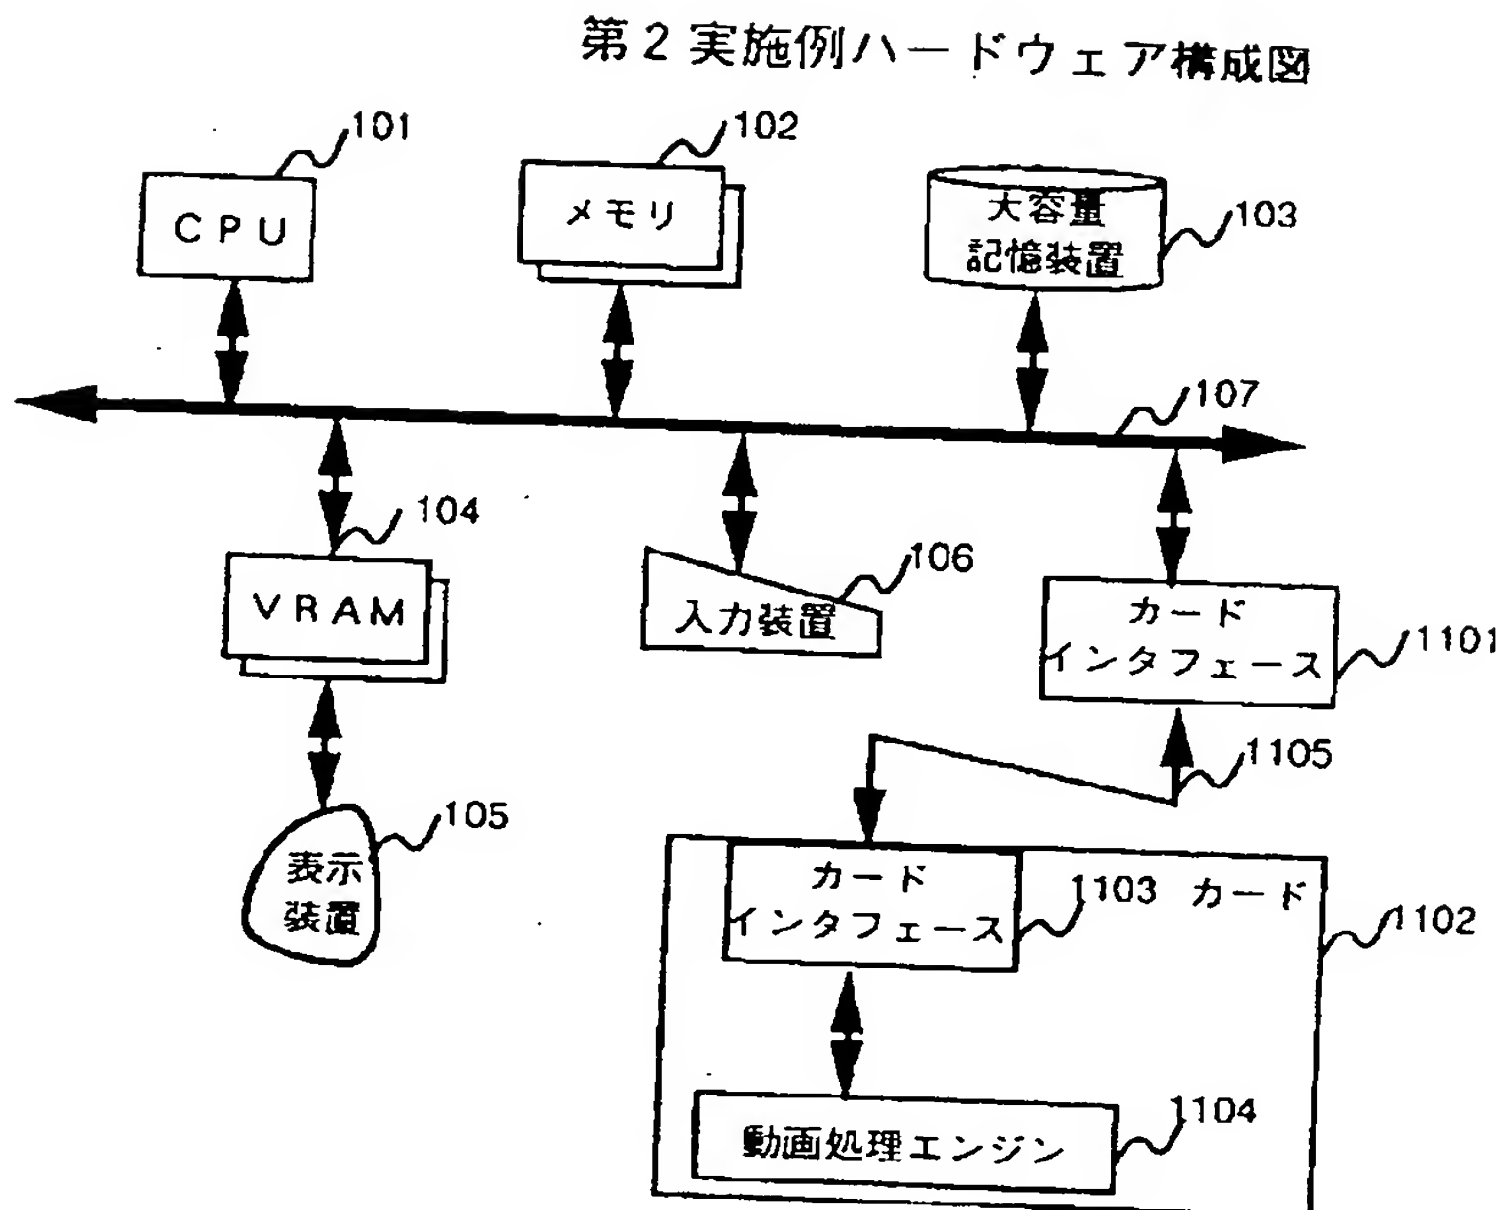 第2実施例ハードウェア構成図
101
CPU
102
メモリ
大容量
記憶装置
103
107
104
VRAM
106
入力装置
カード
インタフェース
1101
1105
105
表示
装置
カード
インタフェース
1103
カード
1102
動画処理エンジン
1104